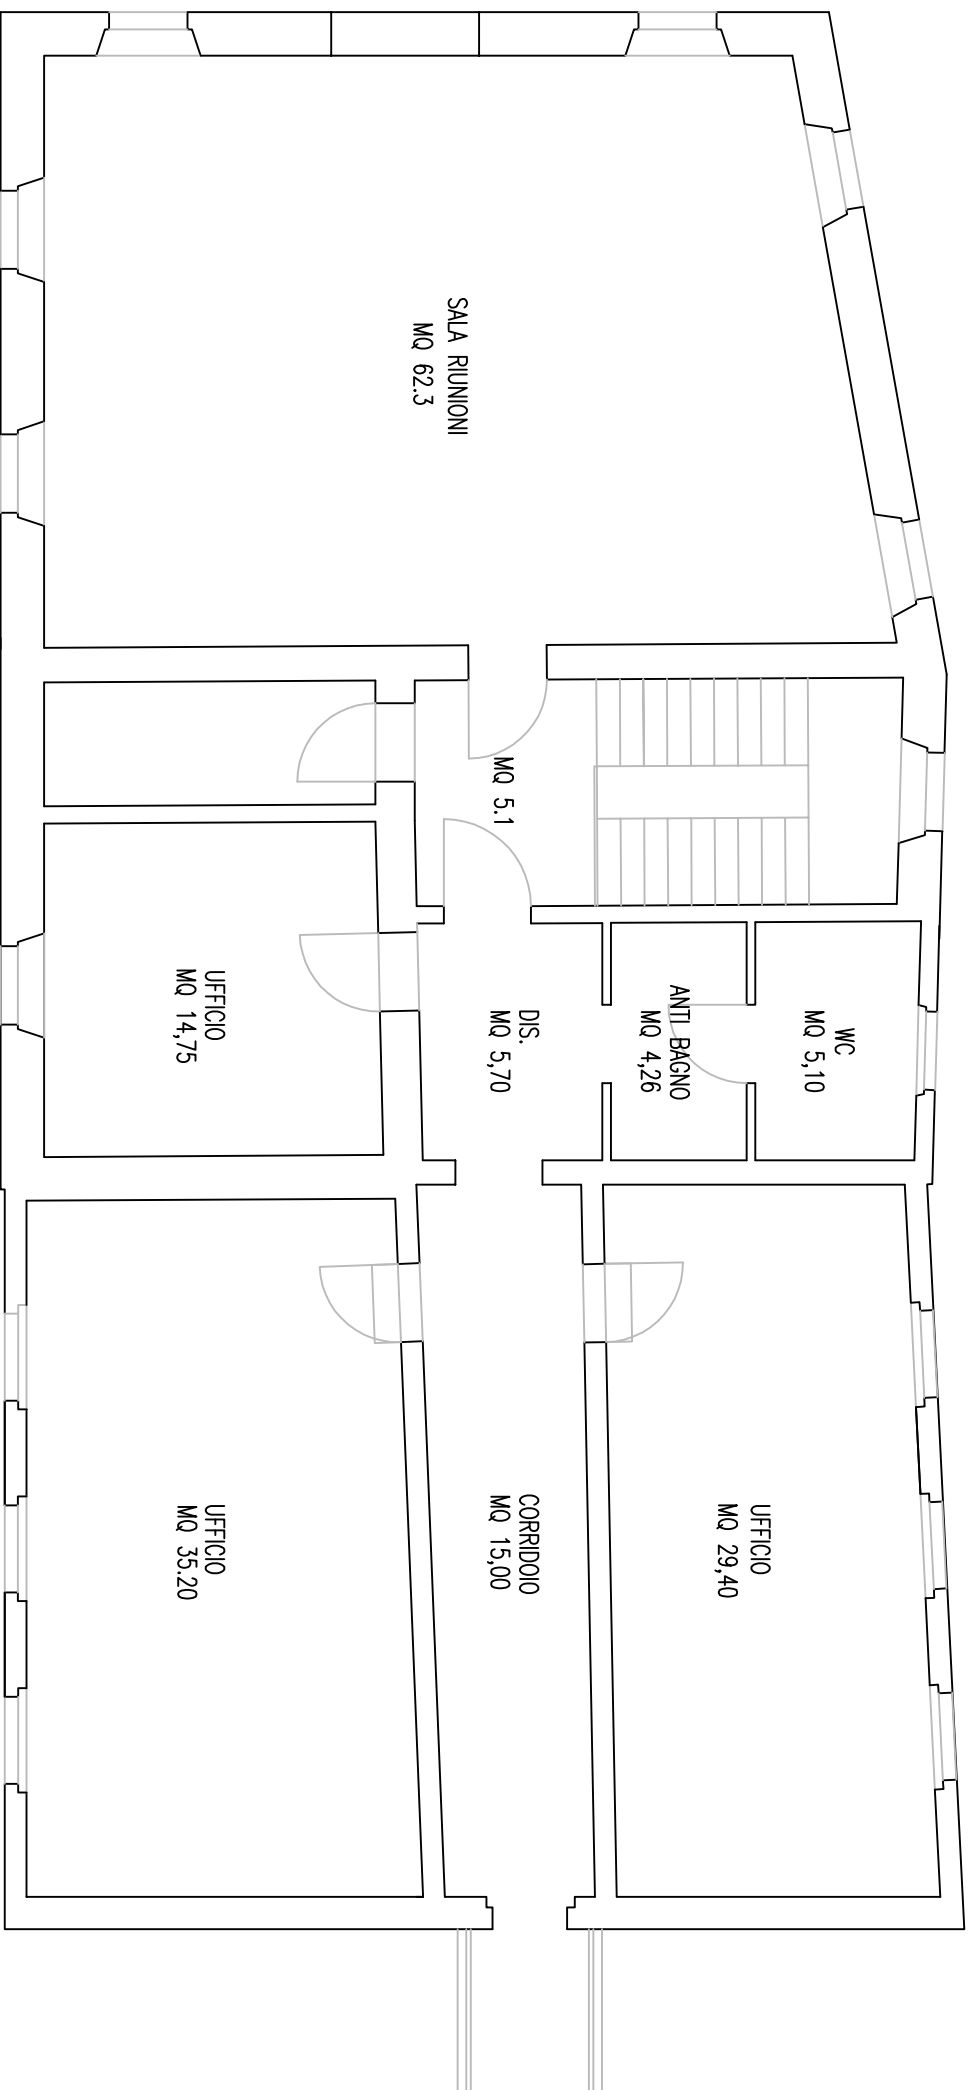 SALA RIUNIONI
MQ 62.3
MQ 5.1
UFFICIO
MQ 14,75
DIS.
MQ 5,70
ANTI BAGNO
MQ 4,26
WC
MQ 5,10
UFFICIO
MQ 35.20
CORRIDOIO
MQ 15,00
UFFICIO
MQ 29,40